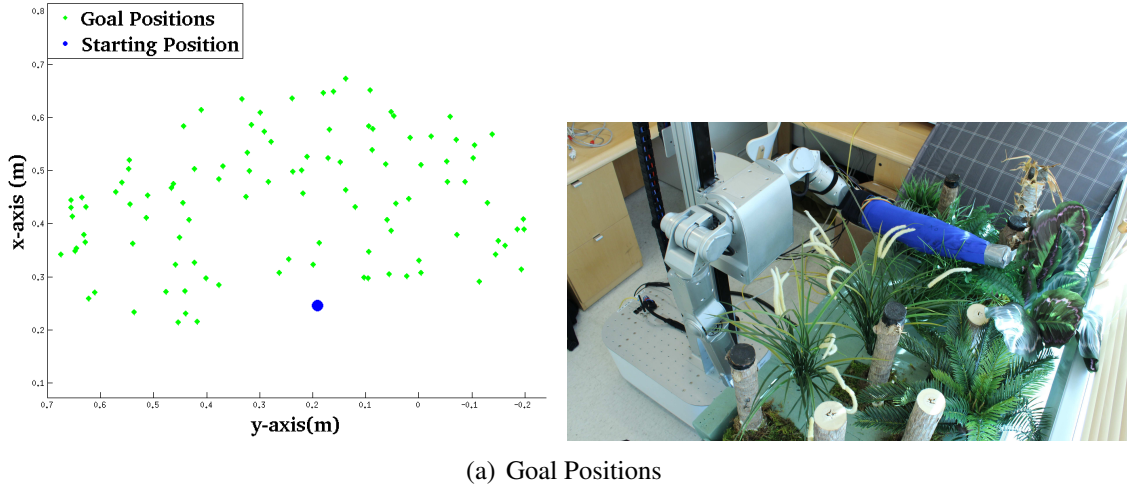 0.8
Goal Positions
Starting Position
0.7
0.6
0.5
0.4
0.3
0.2
0.1
x-axis (m)
0.7 0.6 0.5 0.4 0.3 0.2 0.1 0 -0.1 -0.2
y-axis(m)
(a) Goal Positions